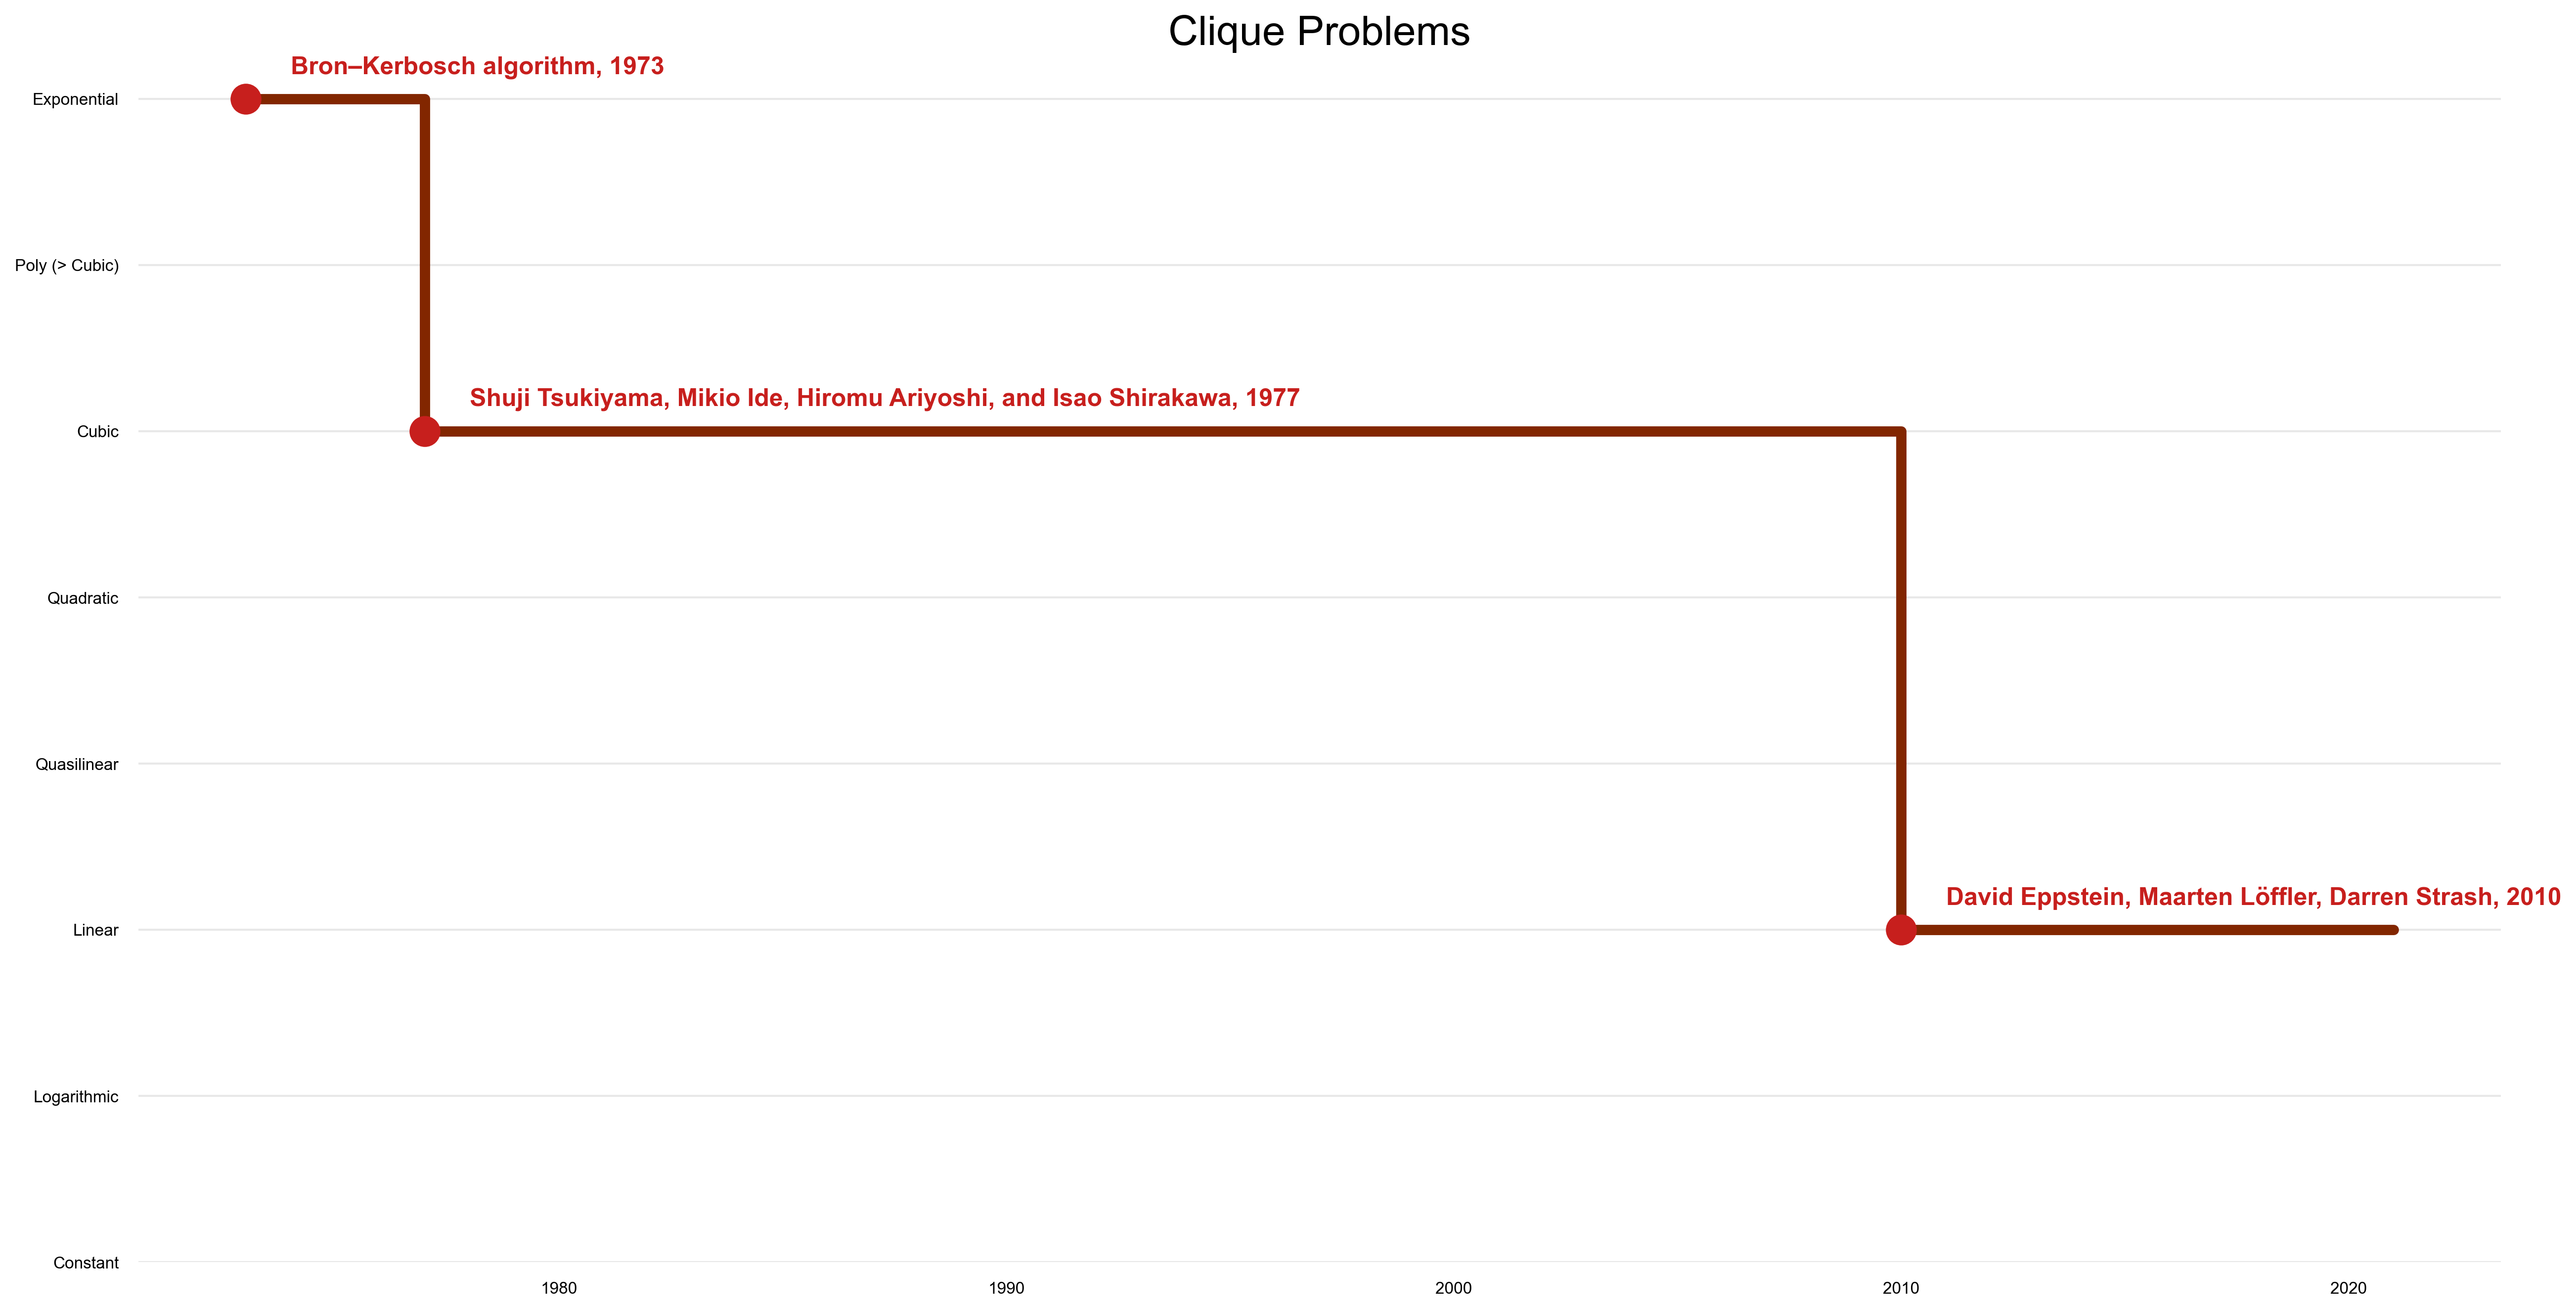 Clique Problems
Bron–Kerbosch algorithm, 1973
Exponential
Poly (> Cubic)
Shuji Tsukiyama, Mikio Ide, Hiromu Ariyoshi, and Isao Shirakawa, 1977
Cubic
Quadratic
Quasilinear
David Eppstein, Maarten Löffler, Darren Strash, 2010
Linear
Logarithmic
Constant
1980 1990 2000 2010 2020